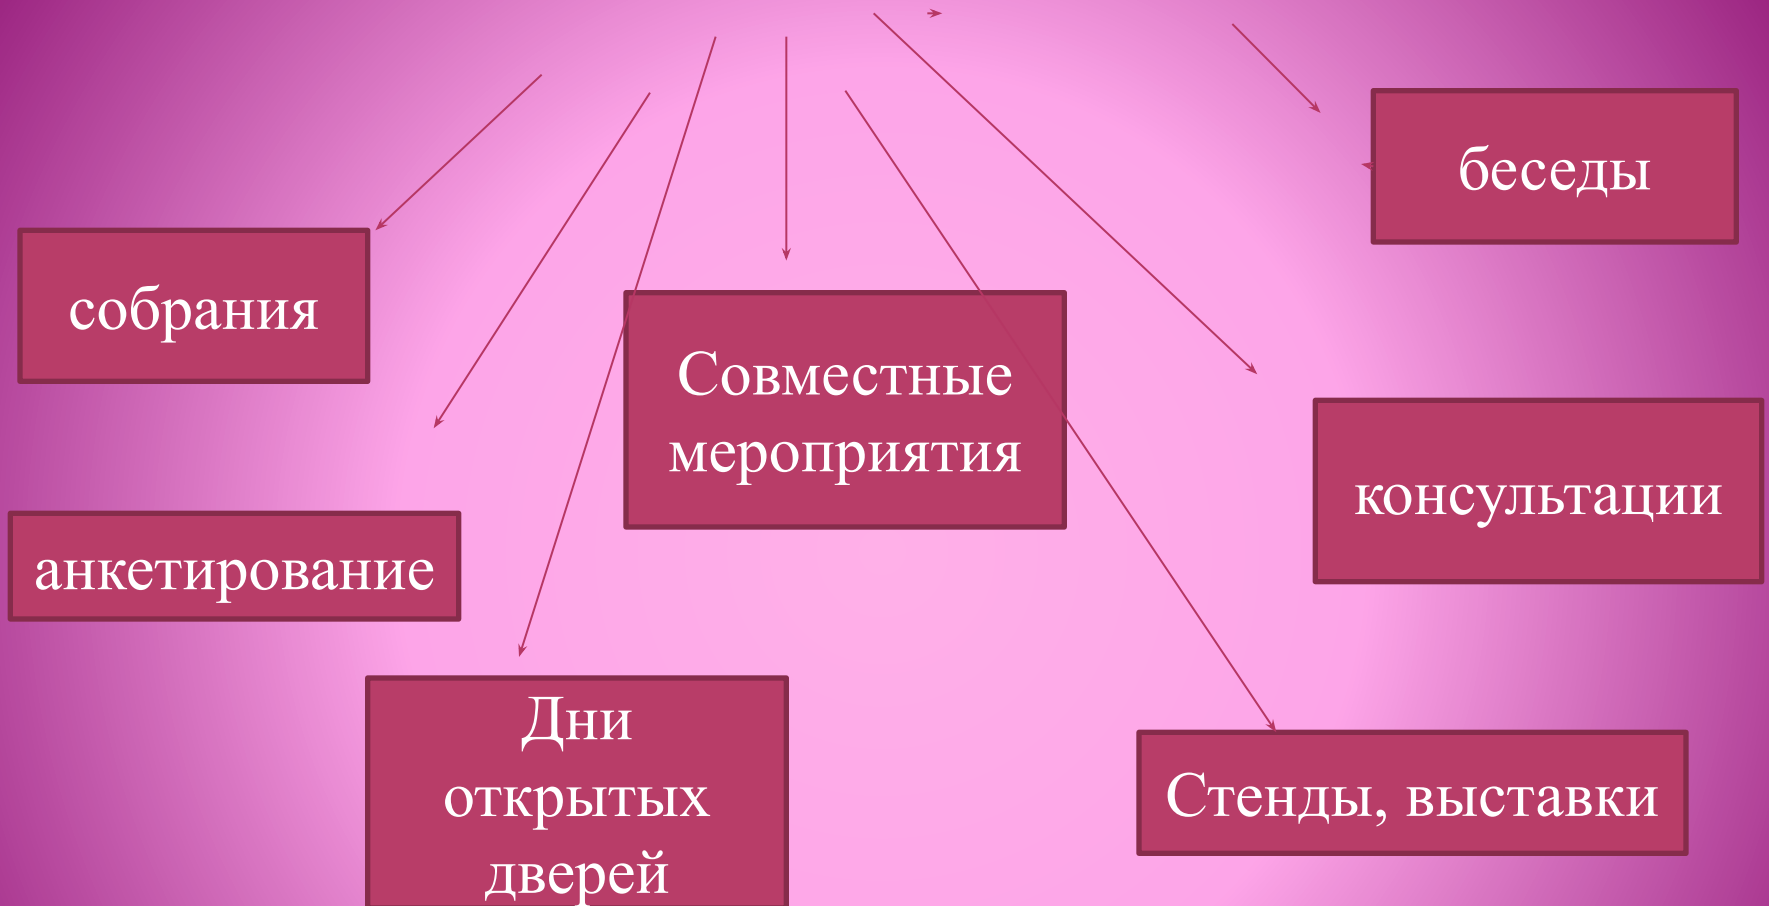 беседы
собрания
Совместные
мероприятия
консультации
анкетирование
Дни
открытых
дверей
Стенды, выставки